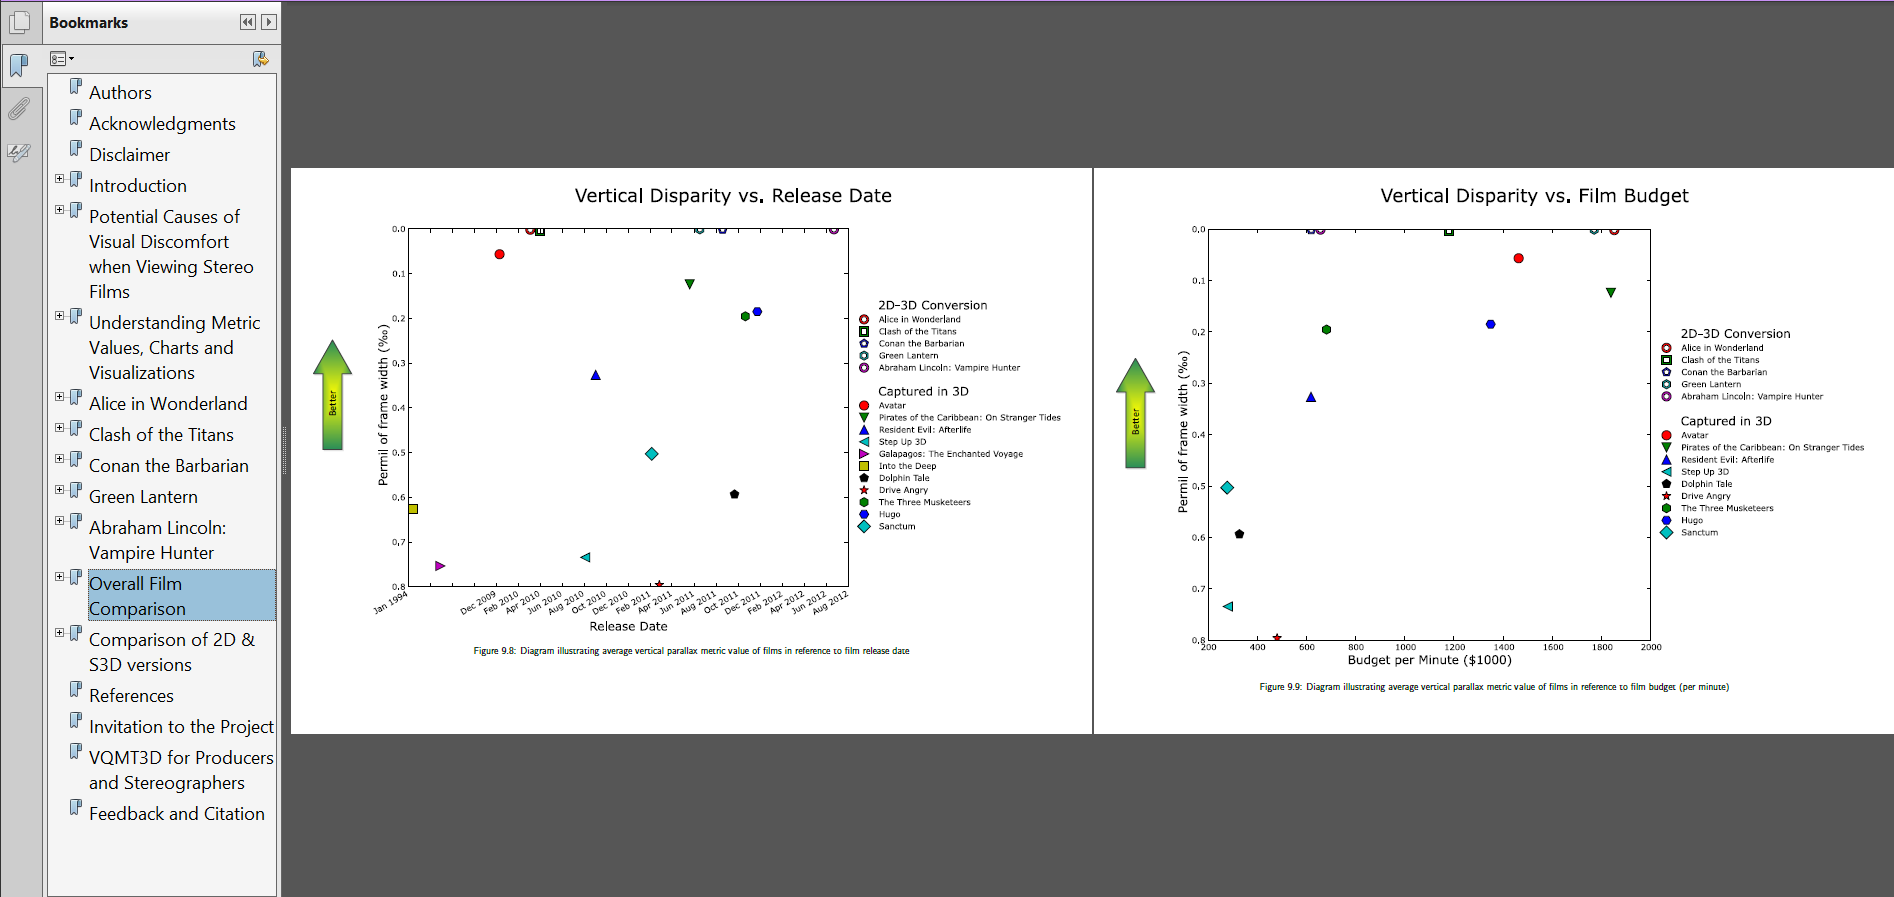 Bookmarks
Authors
Acknowledgments
Disclaimer
Introduction
Potential Causes of
Visual Discomfort
when Viewing Stereo
Films
Understanding Metric
Values, Charts and
Visualizations
Alice in Wonderland
Clash of the Titans
Conan the Barbarian
Green Lantern
Abraham Lincoln:
Vampire Hunter
Overall Film
Comparison
Comparison of 2D &
S3D versions
References
Invitation to the Project
VQMT3D for Producers
and Stereographers
Feedback and Citation
Vertical Disparity vs. Release Date
Better
Permil of frame width (‰)
0.0
0.1
0.2
0.3
0.4
0.5
0.6
0.7
0.8
Jan 1994
Dec 2009
Feb 2010
Apr 2010
Jun 2010
Aug 2010
Oct 2010
Dec 2010
Feb 2011
Apr 2011
Jun 2011
Aug 2011
Oct 2011
Dec 2011
Feb 2012
Apr 2012
Jun 2012
Aug 2012
Release Date
2D-3D Conversion
Alice in Wonderland
Clash of the Titans
Conan the Barbarian
Green Lantern
Abraham Lincoln: Vampire Hunter
Captured in 3D
Avatar
Pirates of the Caribbean: On Stranger Tides
Resident Evil: Afterlife
Step Up 3D
Galapagos: The Enchanted Voyage
Into the Deep
Dolphin Tale
Drive Angry
The Three Musketeers
Hugo
Sanctum
Figure 9.8: Diagram illustrating average vertical parallax metric value of films in reference to film release date
Vertical Disparity vs. Film Budget
Better
Permil of frame width (‰)
0.0
0.1
0.2
0.3
0.4
0.5
0.6
0.7
0.8
200
400
600
800
1000
1200
1400
1600
1800
2000
Budget per Minute ($1000)
2D-3D Conversion
Alice in Wonderland
Clash of the Titans
Conan the Barbarian
Green Lantern
Abraham Lincoln: Vampire Hunter
Captured in 3D
Avatar
Pirates of the Caribbean: On Stranger Tides
Resident Evil: Afterlife
Step Up 3D
Dolphin Tale
Drive Angry
The Three Musketeers
Hugo
Sanctum
Figure 9.9: Diagram illustrating average vertical parallax metric value of films in reference to film budget (per minute)